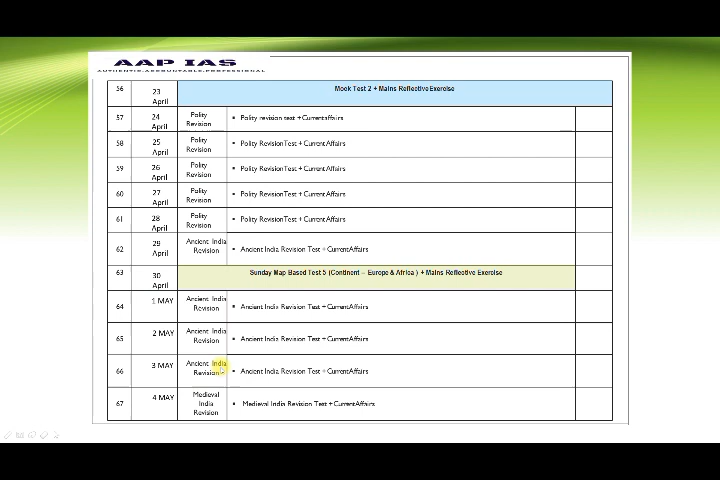 AAP IAS
AUTHENTIC.ACCOUNTABLE.PROFESSIONAL
56 23 April Mock Test 2 + Mains Reflective Exercise
57 24 April Polity Revision ▪ Polity revision test + Current affairs
58 25 April Polity Revision ▪ Polity Revision Test + Current Affairs
59 26 April Polity Revision ▪ Polity Revision Test + Current Affairs
60 27 April Polity Revision ▪ Polity Revision Test + Current Affairs
61 28 April Polity Revision ▪ Polity Revision Test + Current Affairs
62 29 April Ancient India Revision ▪ Ancient India Revision Test + Current Affairs
63 30 April Sunday Map Based Test 5 (Continent – Europe & Africa ) + Mains Reflective Exercise
64 1 MAY Ancient India Revision ▪ Ancient India Revision Test + Current Affairs
65 2 MAY Ancient India Revision ▪ Ancient India Revision Test + Current Affairs
66 3 MAY Ancient India Revision ▪ Ancient India Revision Test + Current Affairs
67 4 MAY Medieval India Revision ▪ Medieval India Revision Test + Current Affairs